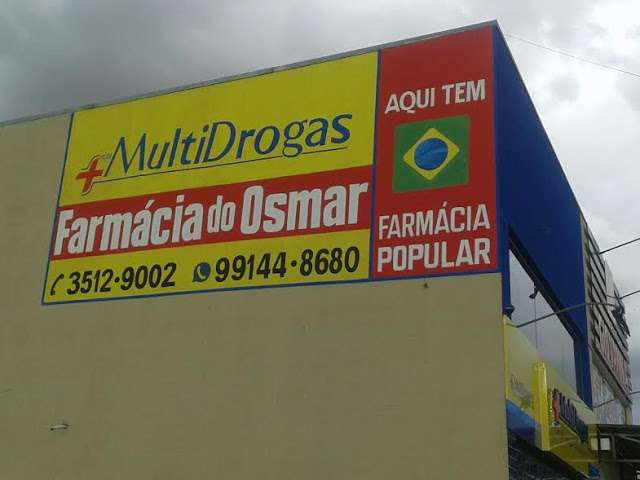 MultiDrogas
Farmácia do Osmar
3512·9002 99144·8680
AQUI TEM
FARMÁCIA
POPULAR